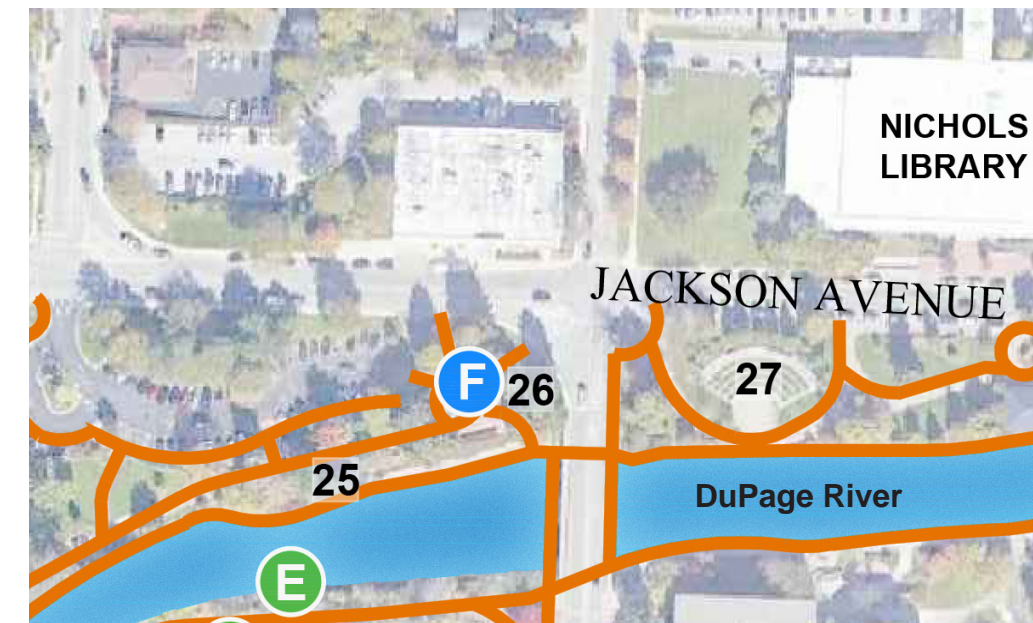 NICHOLS
LIBRARY
JACKSON AVENUE
F
26
27
25
DuPage River
E